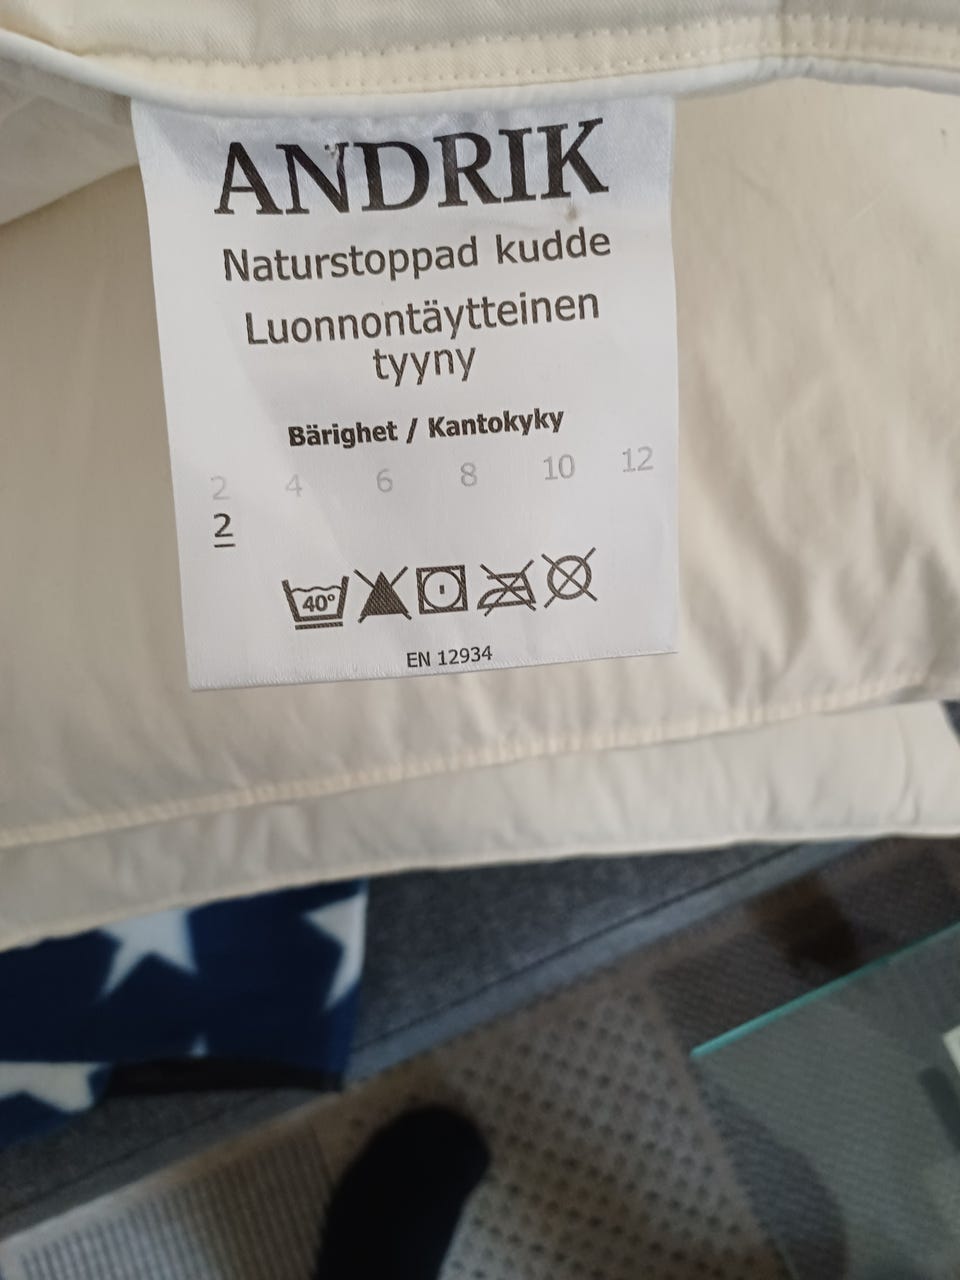 ANDRIK
Naturstoppad kudde
Luonnontäytteinen
tyyny
Bärighet / Kantokyky
2 4 6 8 10 12
2
40°
EN 12934